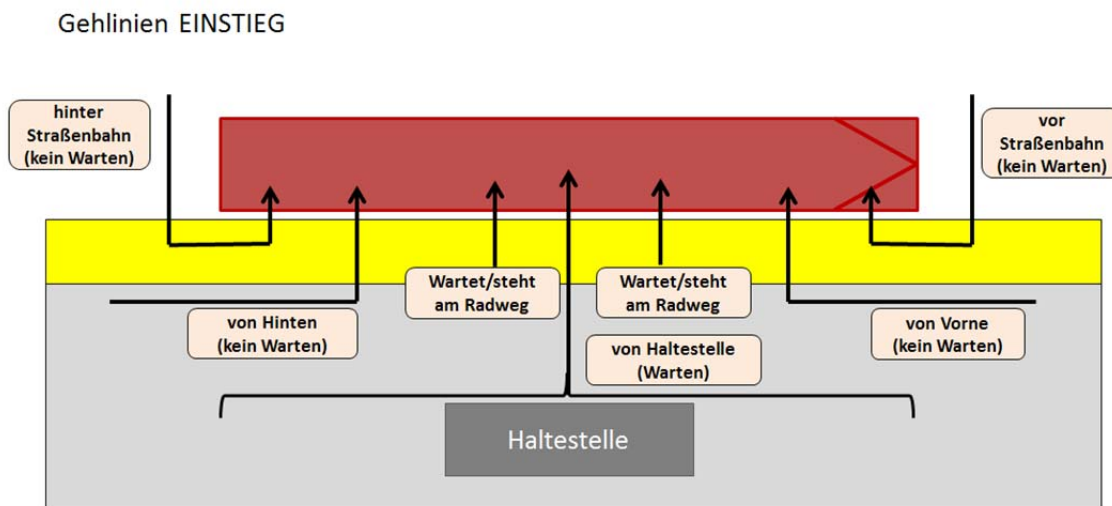 Gehlinien EINSTIEG
hinter
Straßenbahn
(kein Warten)
vor
Straßenbahn
(kein Warten)
Wartet/steht
am Radweg
Wartet/steht
am Radweg
von Hinten
(kein Warten)
von Haltestelle
(Warten)
von Vorne
(kein Warten)
Haltestelle